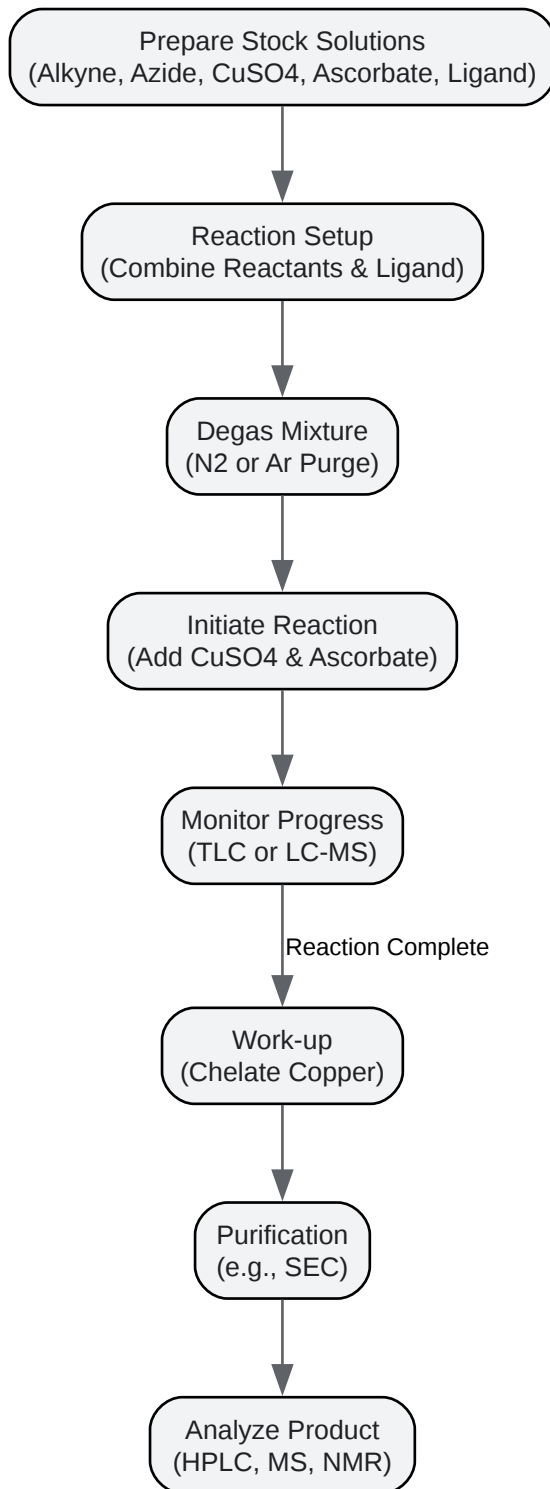 Prepare Stock Solutions
(Alkyne, Azide, CuSO4, Ascorbate, Ligand)
Reaction Setup
(Combine Reactants & Ligand)
Degas Mixture
(N2 or Ar Purge)
Initiate Reaction
(Add CuSO4 & Ascorbate)
Monitor Progress
(TLC or LC-MS)
Reaction Complete
Work-up
(Chelate Copper)
Purification
(e.g., SEC)
Analyze Product
(HPLC, MS, NMR)